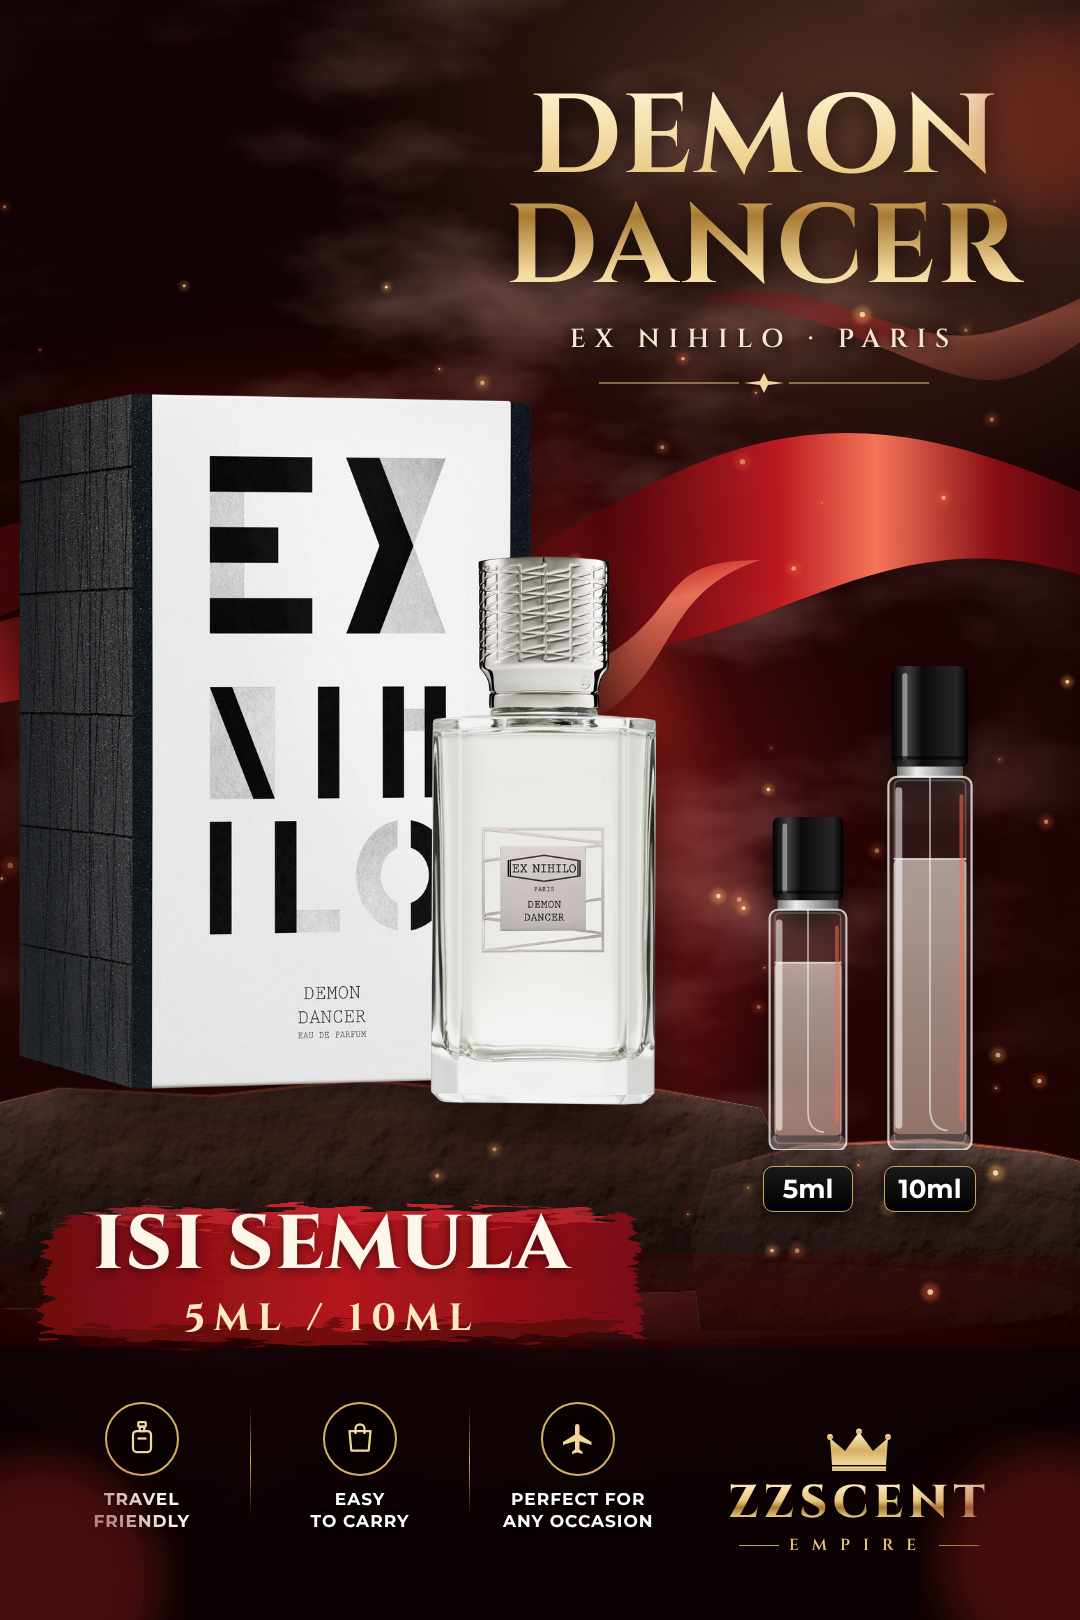 DEMON
DANCER
EX NIHILO · PARIS
EX
NIH
ILO
DEMON
DANCER
EAU DE PARFUM
EX NIHILO
PARIS
DEMON
DANCER
5ml
10ml
ISI SEMULA
5ML / 10ML
TRAVEL
FRIENDLY
EASY
TO CARRY
PERFECT FOR
ANY OCCASION
ZZSCENT
EMPIRE